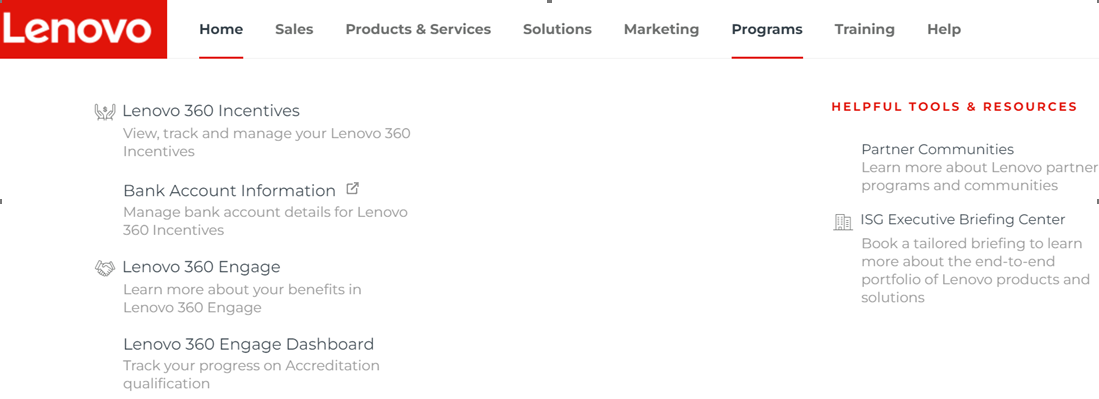 Lenovo
Home Sales Products & Services Solutions Marketing Programs Training Help
Lenovo 360 Incentives
View, track and manage your Lenovo 360
Incentives
Bank Account Information
Manage bank account details for Lenovo
360 Incentives
Lenovo 360 Engage
Learn more about your benefits in
Lenovo 360 Engage
Lenovo 360 Engage Dashboard
Track your progress on Accreditation
qualification
HELPFUL TOOLS & RESOURCES
Partner Communities
Learn more about Lenovo partner
programs and communities
ISG Executive Briefing Center
Book a tailored briefing to learn
more about the end-to-end
portfolio of Lenovo products and
solutions